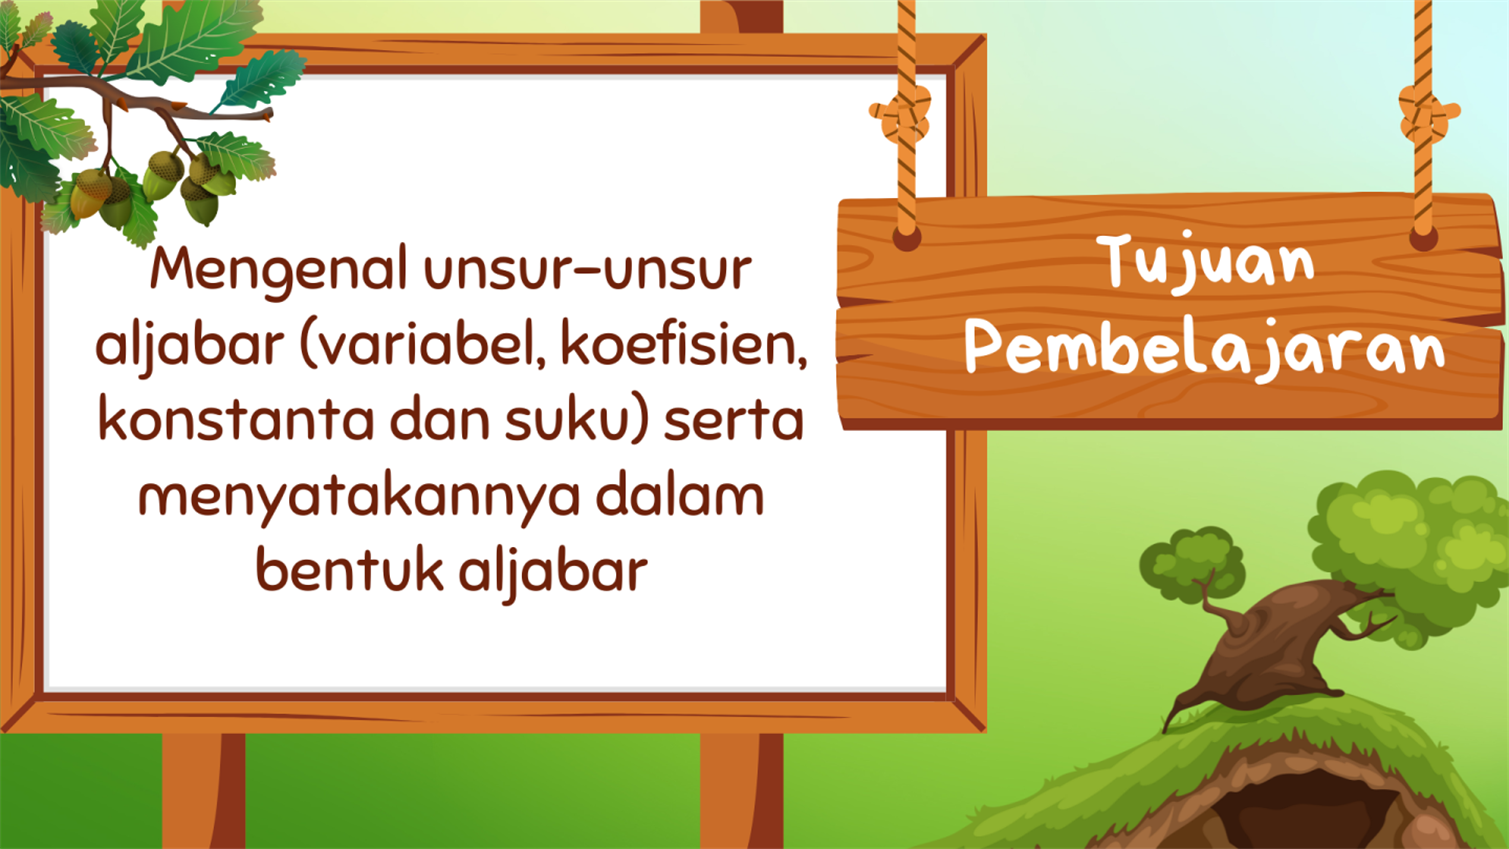 Mengenal unsur-unsur
aljabar (variabel, koefisien,
konstanta dan suku) serta
menyatakannya dalam
bentuk aljabar
Tujuan
Pembelajaran